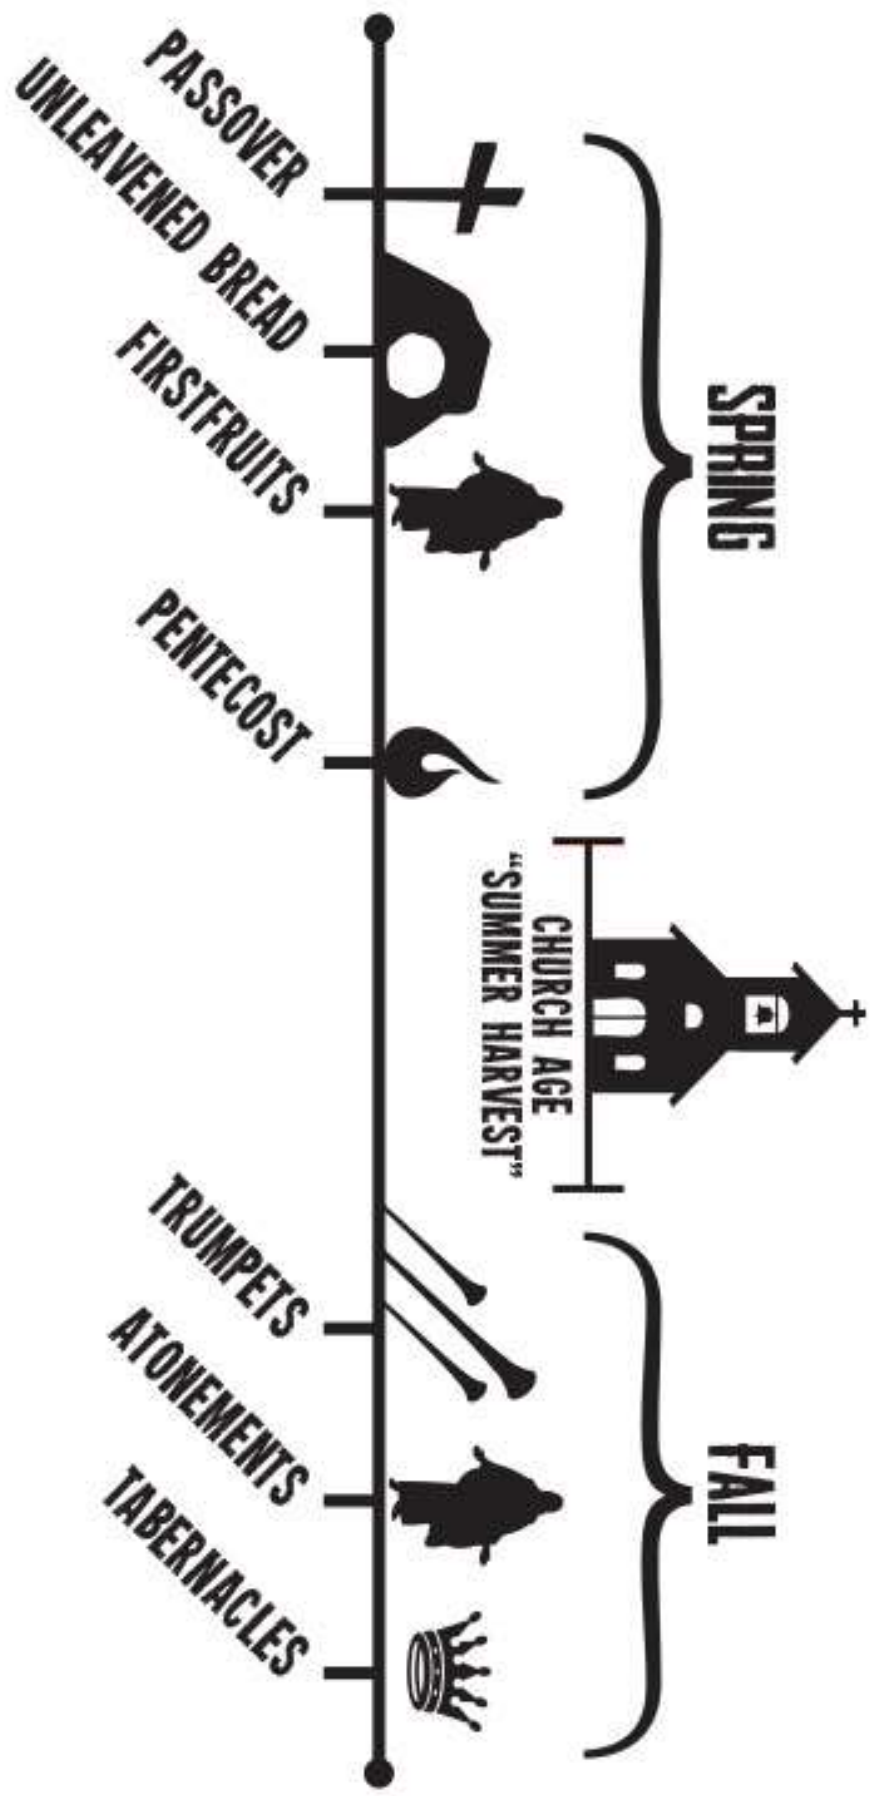 SPRING
FALL
CHURCH AGE
“SUMMER HARVEST”
PASSOVER
UNLEAVENED BREAD
FIRSTFRUITS
PENTECOST
TRUMPETS
ATONEMENTS
TABERNACLES